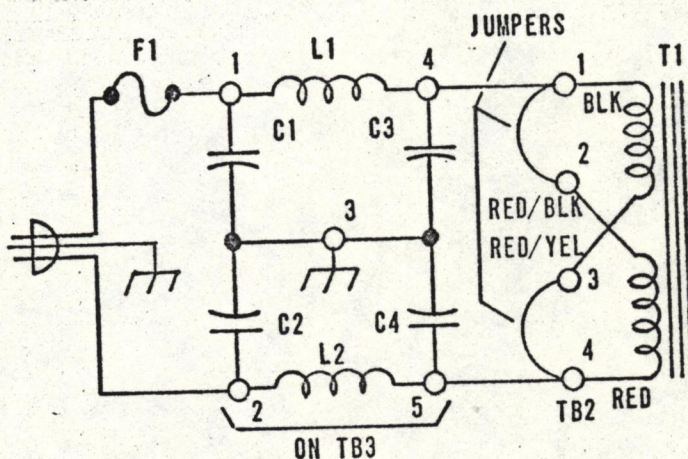 JUMPERS
F1
1
L1
4
1
T1
BLK
C1
C3
2
3
RED/BLK
RED/YEL
3
C2
C4
L2
4
2
5
TB2
RED
ON TB3